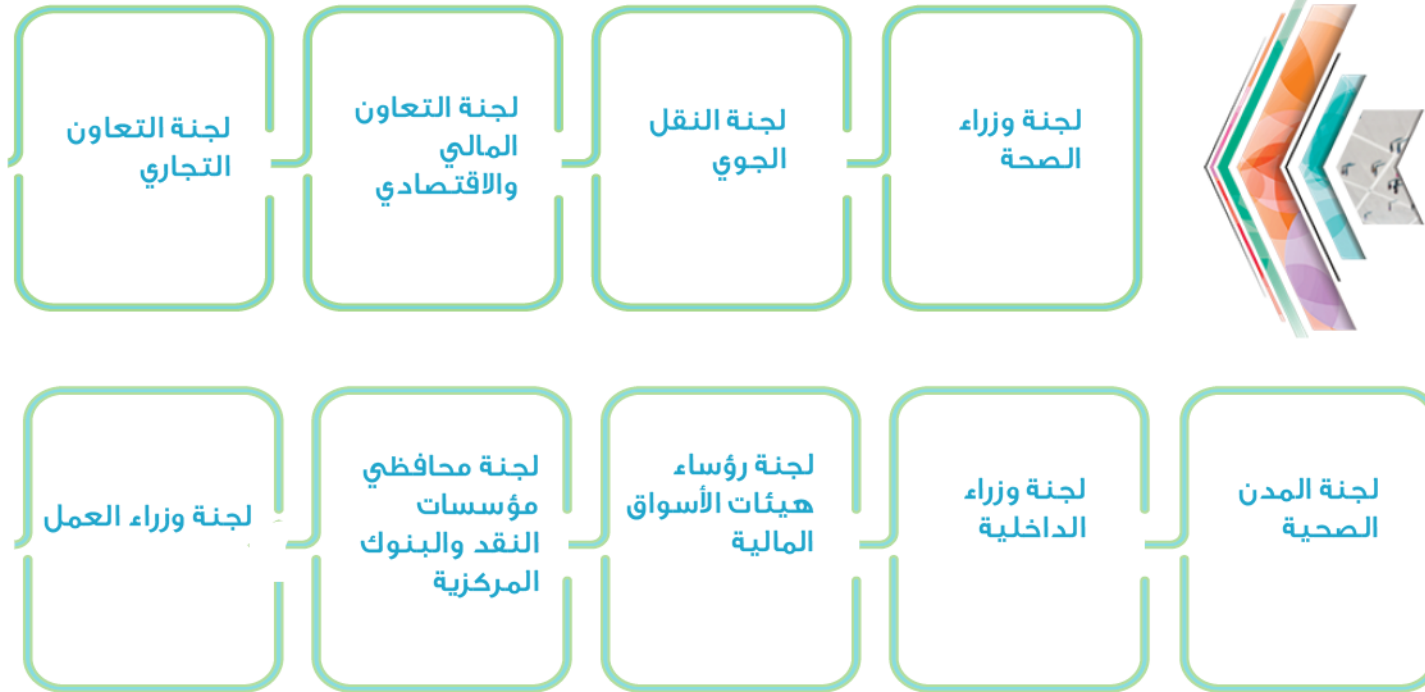 لجنة وزراء
الصحة
لجنة النقل
الجوي
لجنة التعاون
المالي
والاقتصادي
لجنة التعاون
التجاري
لجنة المدن
الصحية
لجنة وزراء
الداخلية
لجنة رؤساء
هيئات الأسواق
المالية
لجنة محافظي
مؤسسات
النقد والبنوك
المركزية
لجنة وزراء العمل